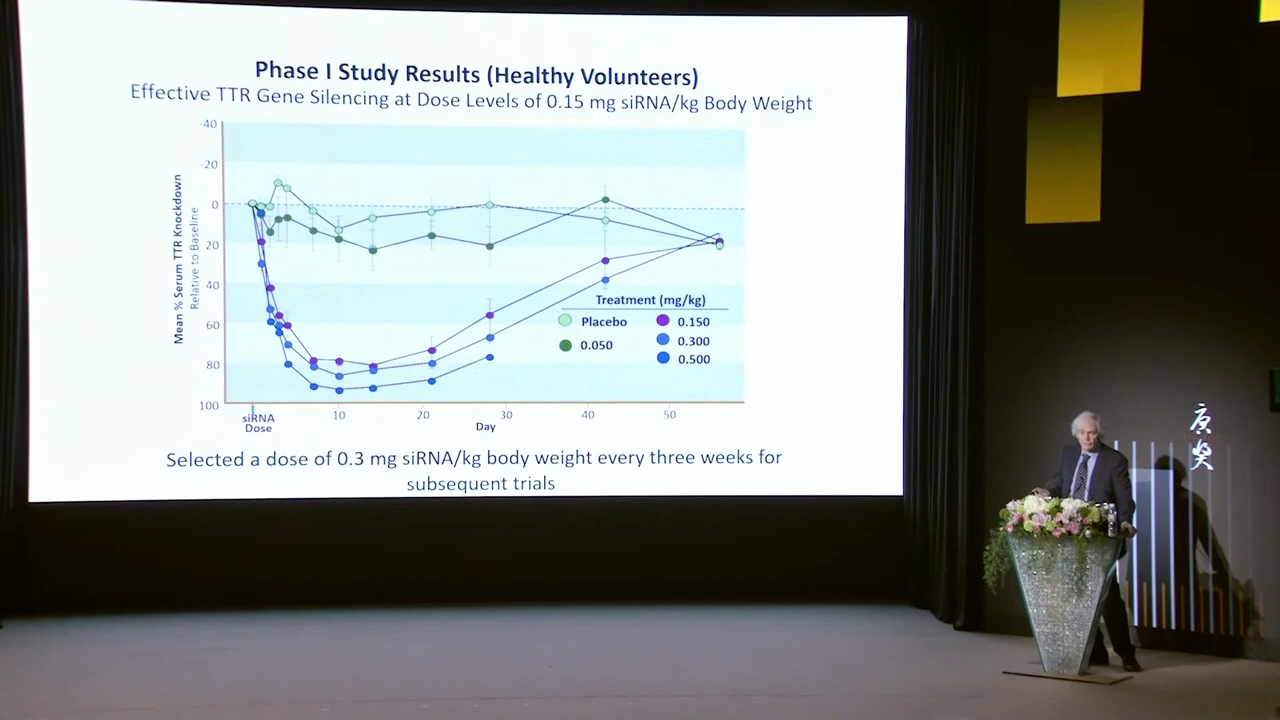 Phase I Study Results (Healthy Volunteers)
Effective TTR Gene Silencing at Dose Levels of 0.15 mg siRNA/kg Body Weight
Mean % Serum TTR Knockdown
Relative to Baseline
-40
-20
0
20
40
60
80
100
Treatment (mg/kg)
Placebo
0.050
0.150
0.300
0.500
siRNA
Dose
10
20
30
40
50
Day
Selected a dose of 0.3 mg siRNA/kg body weight every three weeks for
subsequent trials
唐奖